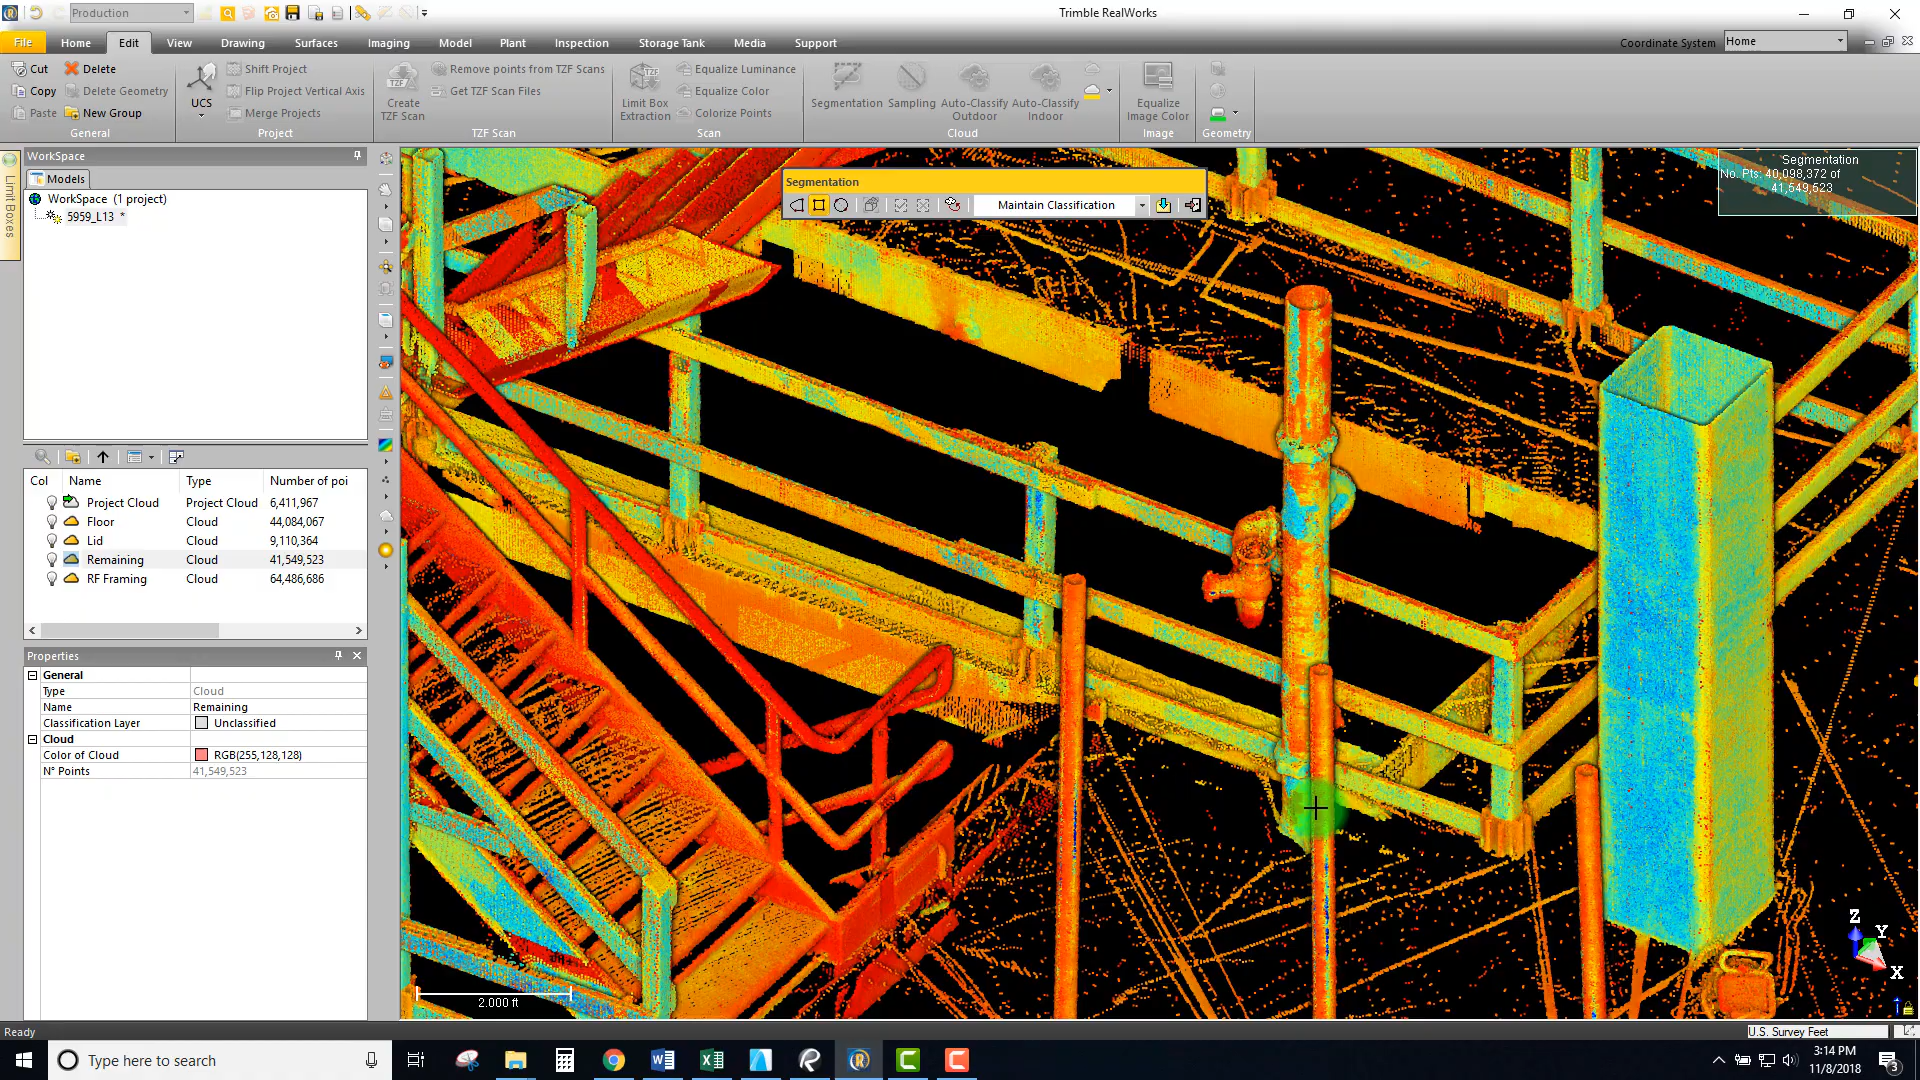 Production
Trimble RealWorks
File
Home
Edit
View
Drawing
Surfaces
Imaging
Model
Plant
Inspection
Storage Tank
Media
Support
Coordinate System
Home
Cut
Delete
Copy
Delete Geometry
Paste
New Group
General
UCS
Shift Project
Flip Project Vertical Axis
Merge Projects
Project
TZF
Create
TZF Scan
Remove points from TZF Scans
Get TZF Scan Files
TZF Scan
TZF
Limit Box
Extraction
Equalize Luminance
Equalize Color
Colorize Points
Scan
Segmentation
Sampling
Auto-Classify
Outdoor
Auto-Classify
Indoor
Cloud
Equalize
Image Color
Image
Geometry
Limit Boxes
WorkSpace
Models
WorkSpace (1 project)
5959_L13 *
Col Name Type Number of poi
Project Cloud Project Cloud 6,411,967
Floor Cloud 44,084,067
Lid Cloud 9,110,364
Remaining Cloud 41,549,523
RF Framing Cloud 64,486,686
Properties
General
Type Cloud
Name Remaining
Classification Layer Unclassified
Cloud
Color of Cloud RGB(255,128,128)
N° Points 41,549,523
Segmentation
Maintain Classification
Segmentation
No. Pts: 40,098,372 of
41,549,523
2.000 ft
Z
Y
X
Ready
U.S. Survey Feet
Type here to search
3:14 PM
11/8/2018
3